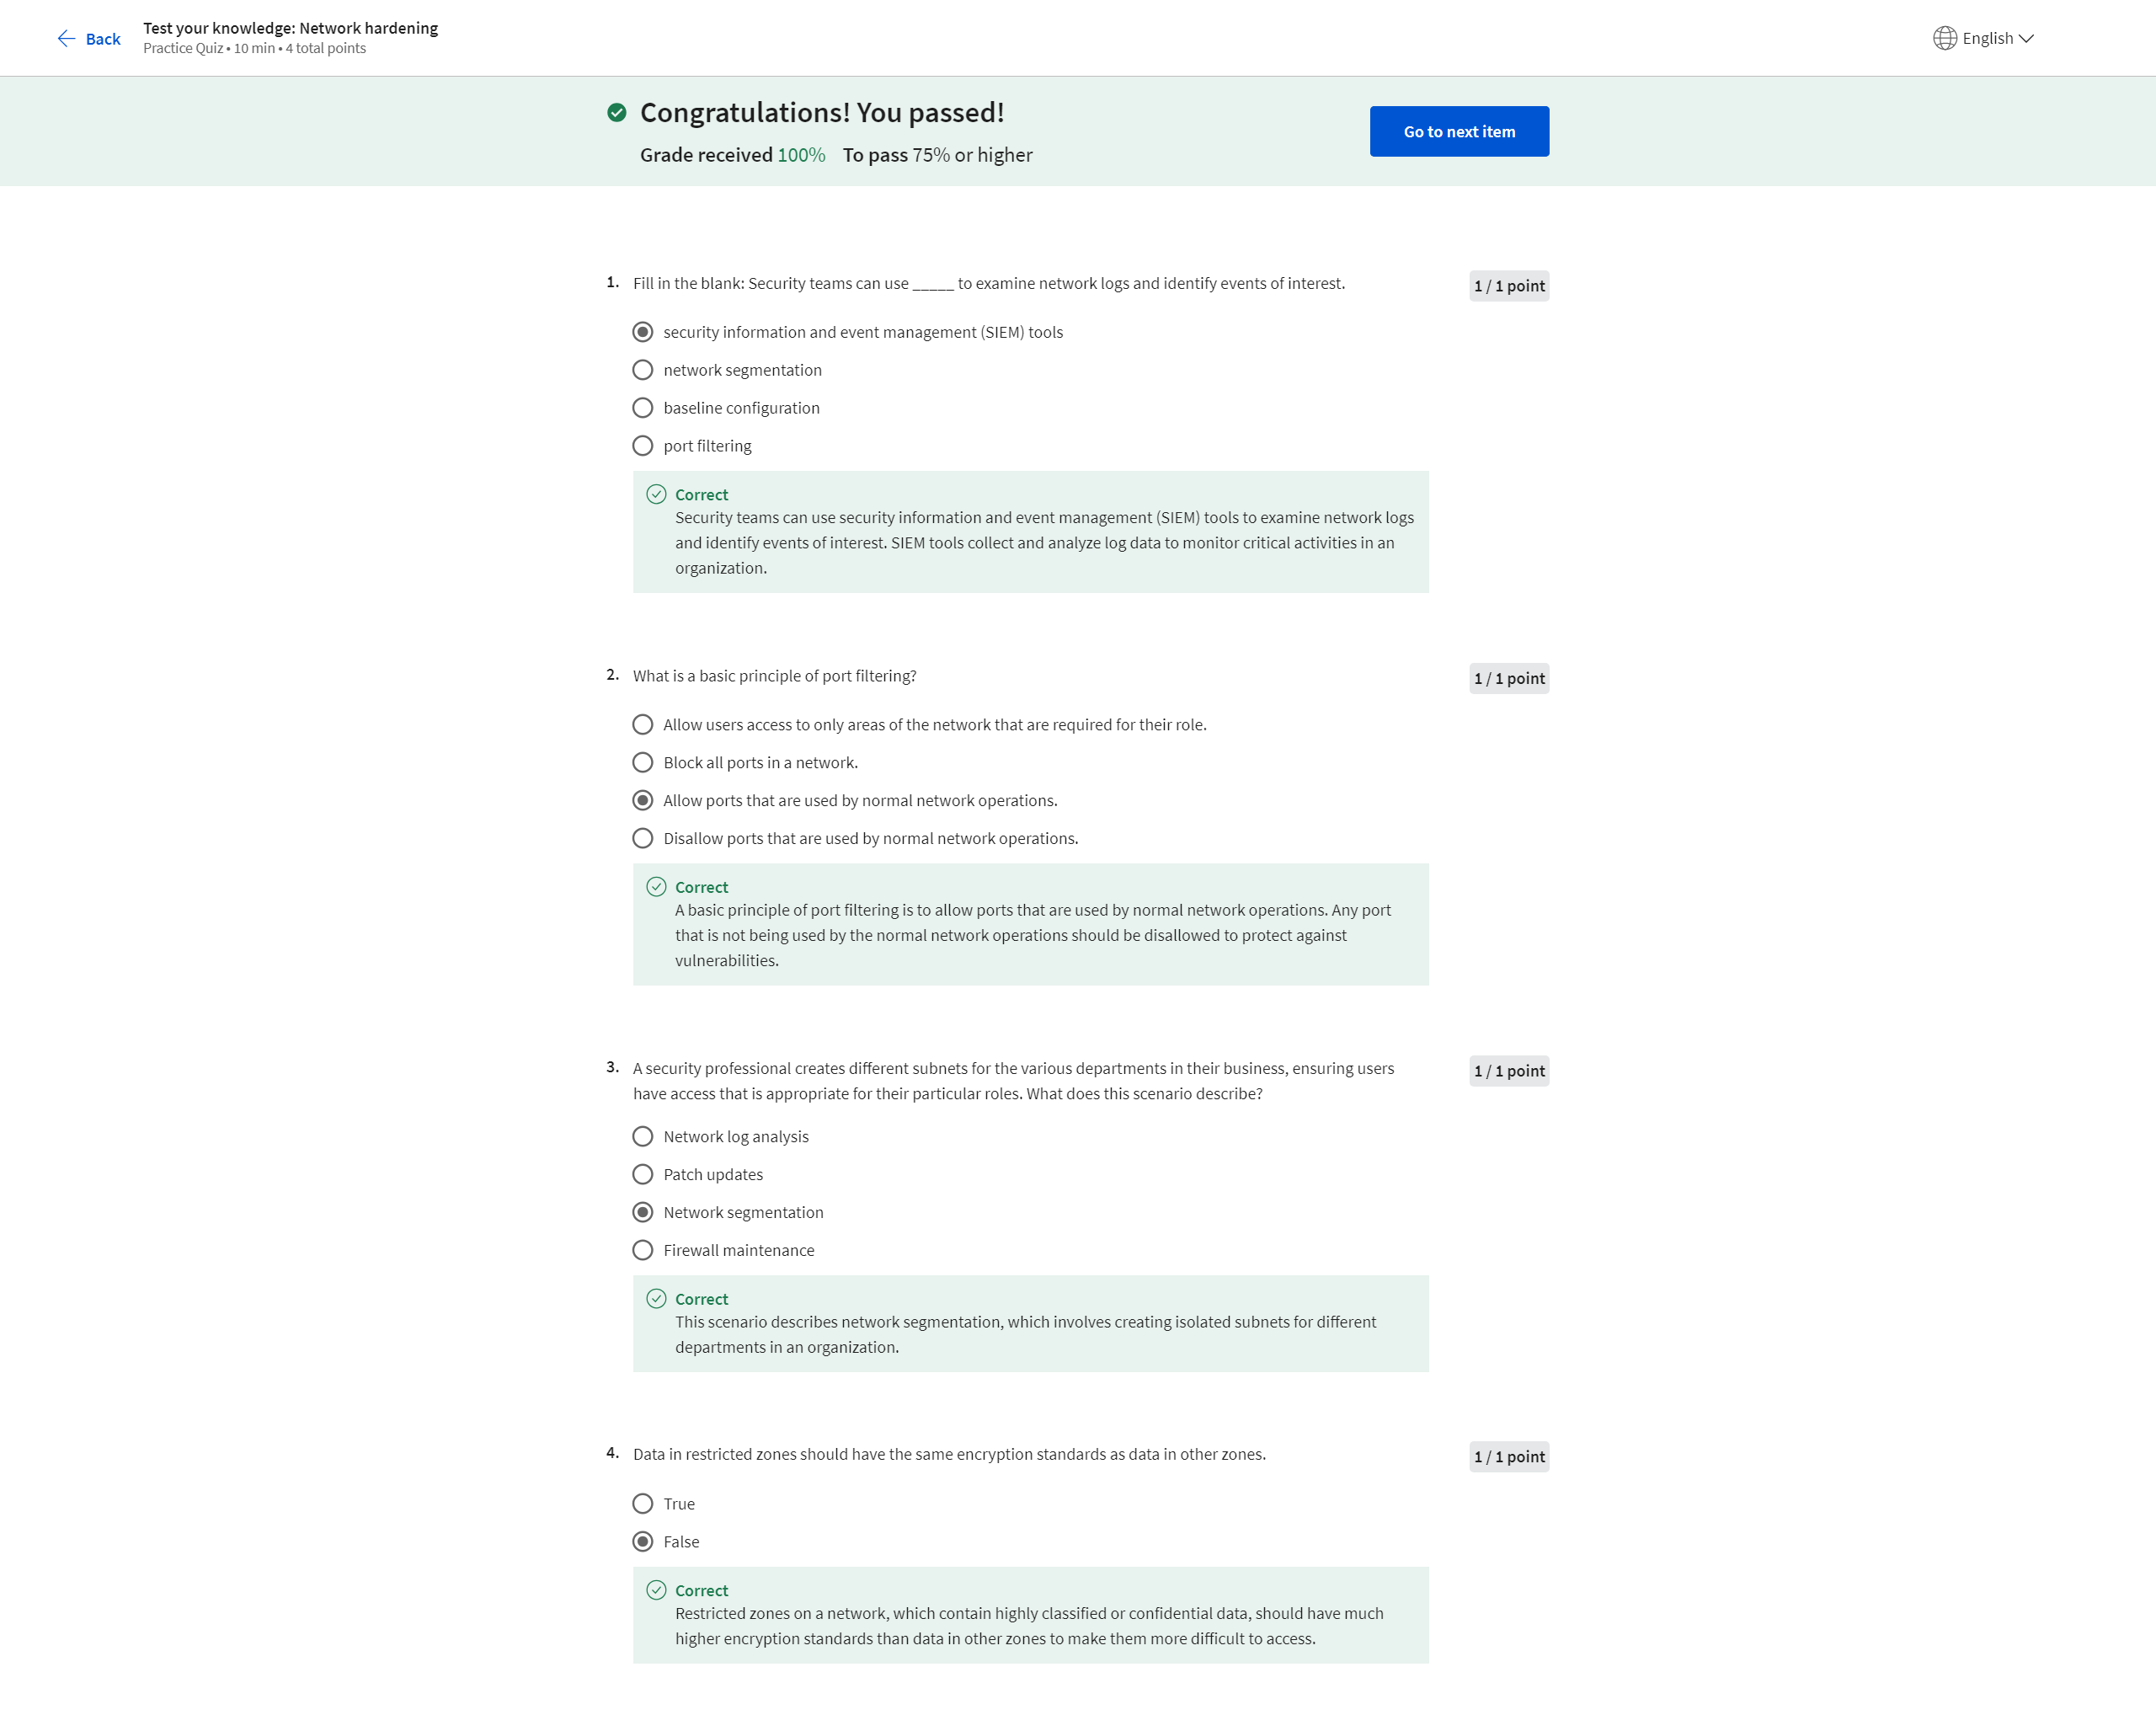 Back
Test your knowledge: Network hardening
Practice Quiz • 10 min • 4 total points
English
Congratulations! You passed!
Grade received 100% To pass 75% or higher
Go to next item
1. Fill in the blank: Security teams can use _____ to examine network logs and identify events of interest.
1 / 1 point
security information and event management (SIEM) tools
network segmentation
baseline configuration
port filtering
Correct
Security teams can use security information and event management (SIEM) tools to examine network logs
and identify events of interest. SIEM tools collect and analyze log data to monitor critical activities in an
organization.
2. What is a basic principle of port filtering?
1 / 1 point
Allow users access to only areas of the network that are required for their role.
Block all ports in a network.
Allow ports that are used by normal network operations.
Disallow ports that are used by normal network operations.
Correct
A basic principle of port filtering is to allow ports that are used by normal network operations. Any port
that is not being used by the normal network operations should be disallowed to protect against
vulnerabilities.
3. A security professional creates different subnets for the various departments in their business, ensuring users
have access that is appropriate for their particular roles. What does this scenario describe?
1 / 1 point
Network log analysis
Patch updates
Network segmentation
Firewall maintenance
Correct
This scenario describes network segmentation, which involves creating isolated subnets for different
departments in an organization.
4. Data in restricted zones should have the same encryption standards as data in other zones.
1 / 1 point
True
False
Correct
Restricted zones on a network, which contain highly classified or confidential data, should have much
higher encryption standards than data in other zones to make them more difficult to access.